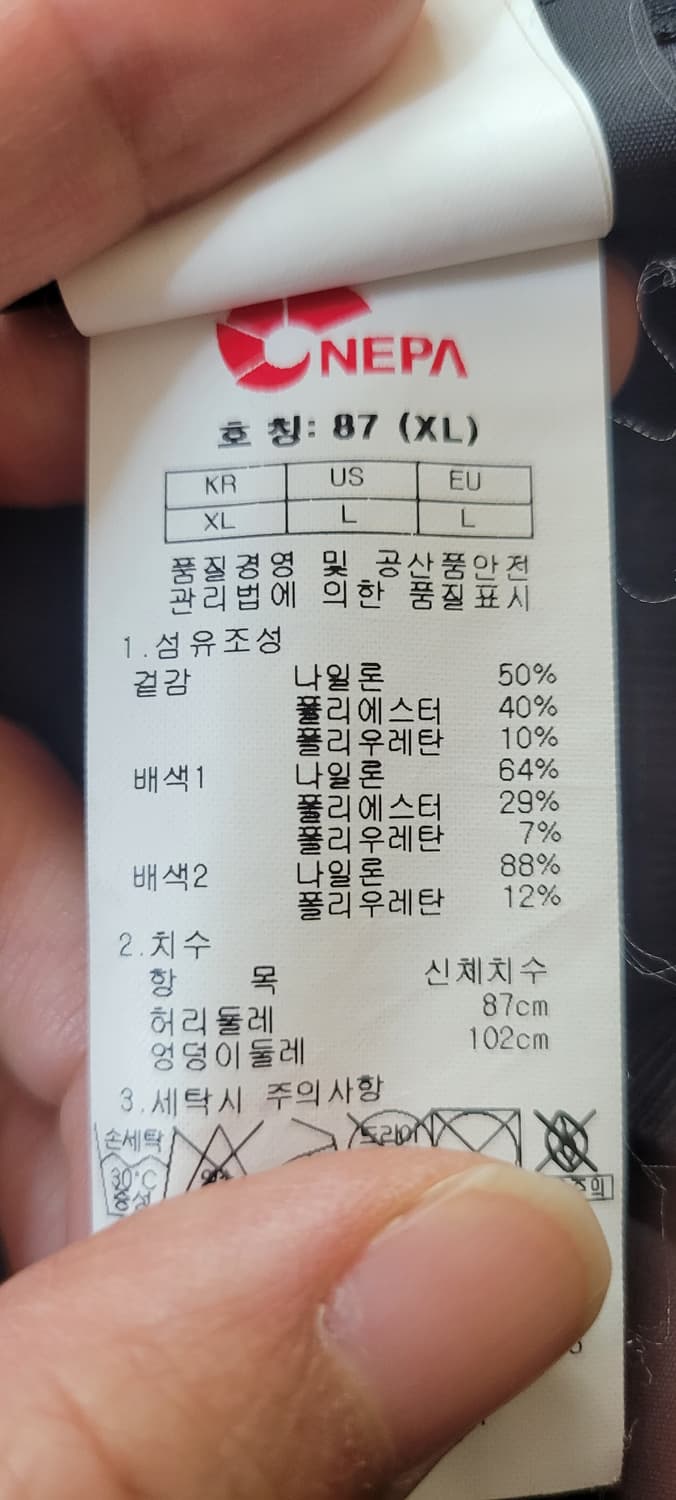 NEPA
호 칭: 87 (XL)
KR US EU
XL L L
품질경영 및 공산품안전
관리법에 의한 품질표시
1.섬유조성
겉감 나일론 50%
폴리에스터 40%
폴리우레탄 10%
배색1 나일론 64%
폴리에스터 29%
폴리우레탄 7%
배색2 나일론 88%
폴리우레탄 12%
2.치수
항 목 신체치수
허리둘레 87cm
엉덩이둘레 102cm
3.세탁시 주의사항
손세탁 드라이
30°C
중성